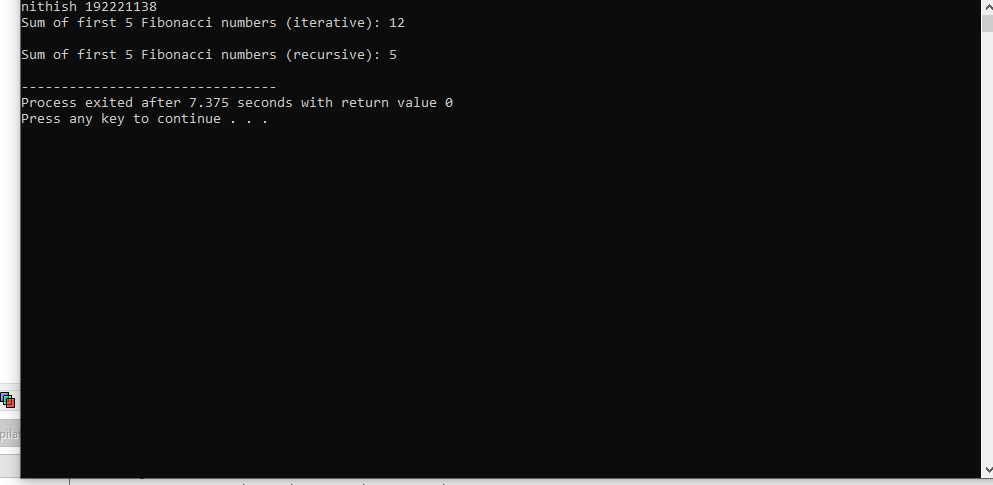 nithish 192221138
Sum of first 5 Fibonacci numbers (iterative): 12
Sum of first 5 Fibonacci numbers (recursive): 5
--------------------------------
Process exited after 7.375 seconds with return value 0
Press any key to continue . . .
pila